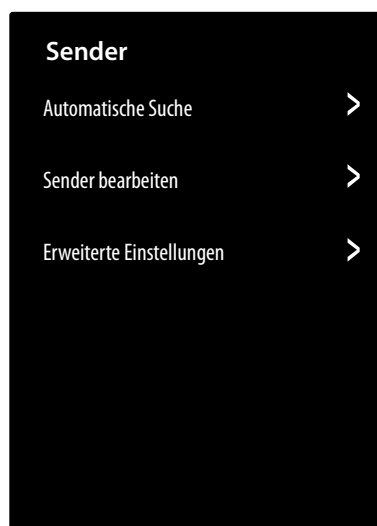 Sender
Automatische Suche >
Sender bearbeiten >
Erweiterte Einstellungen >